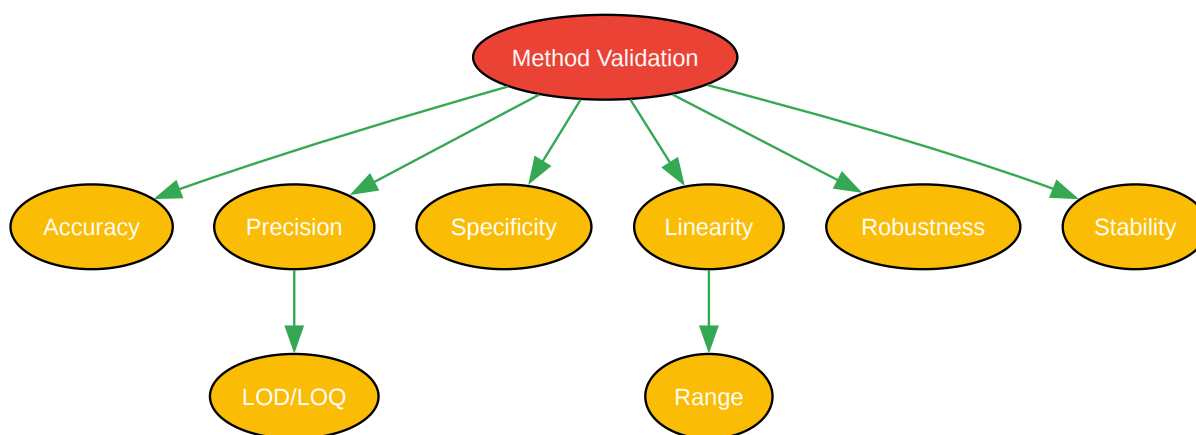 Method Validation
Accuracy
Precision
Specificity
Linearity
Robustness
Stability
LOD/LOQ
Range